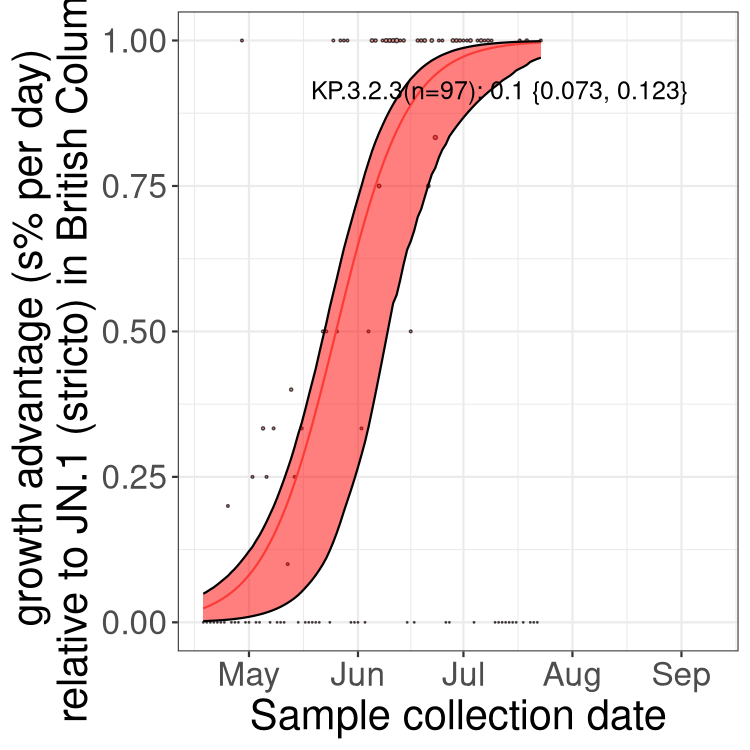 growth advantage (s% per day)
relative to JN.1 (stricto) in British Colum
1.00
0.75
0.50
0.25
0.00
KP.3.2.3(n=97): 0.1 {0.073, 0.123}
May Jun Jul Aug Sep
Sample collection date